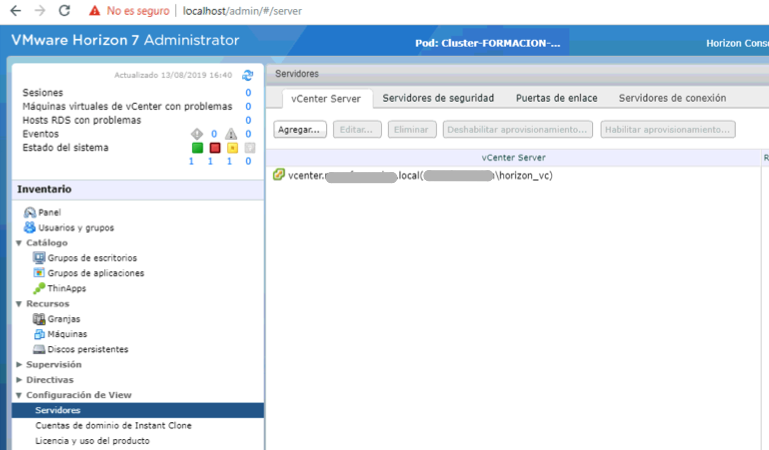 No es seguro | localhost/admin/#/server
VMware Horizon 7 Administrator
Pod: Cluster-FORMACION-...
Horizon Cons
Actualizado 13/08/2019 16:40
Sesiones 0
Máquinas virtuales de vCenter con problemas 0
Hosts RDS con problemas 0
Eventos 0 0
Estado del sistema
1 1 1 0
Inventario
Panel
Usuarios y grupos
Catálogo
Grupos de escritorios
Grupos de aplicaciones
ThinApps
Recursos
Granjas
Máquinas
Discos persistentes
Supervisión
Directivas
Configuración de View
Servidores
Cuentas de dominio de Instant Clone
Licencia y uso del producto
Servidores
vCenter Server Servidores de seguridad Puertas de enlace Servidores de conexión
Agregar... Editar... Eliminar Deshabilitar aprovisionamiento... Habilitar aprovisionamiento...
vCenter Server R
vcenter. .local( \horizon_vc)